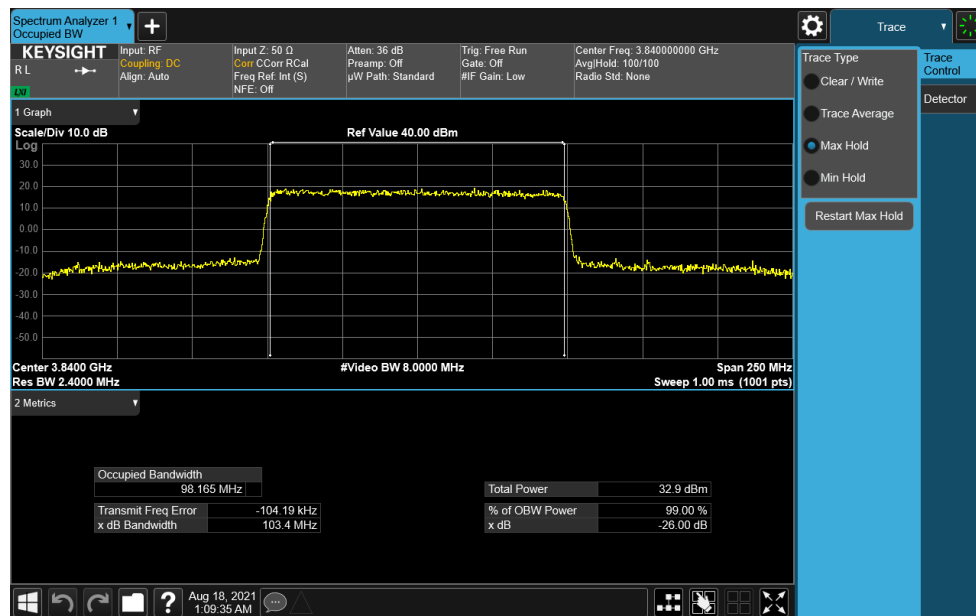 Spectrum Analyzer 1
Occupied BW
KEYSIGHT
R L
LXI
Input: RF
Coupling: DC
Align: Auto
Input Z: 50 Ω
Corr CCorr RCal
Freq Ref: Int (S)
NFE: Off
Atten: 36 dB
Preamp: Off
µW Path: Standard
Trig: Free Run
Gate: Off
#IF Gain: Low
Center Freq: 3.840000000 GHz
Avg|Hold: 100/100
Radio Std: None
Trace
Trace Type
Clear / Write
Trace Average
Max Hold
Min Hold
Restart Max Hold
Trace
Control
Detector
1 Graph
Scale/Div 10.0 dB
Ref Value 40.00 dBm
Log
30.0
20.0
10.0
0.00
-10.0
-20.0
-30.0
-40.0
-50.0
Center 3.8400 GHz
#Video BW 8.0000 MHz
Span 250 MHz
Res BW 2.4000 MHz
Sweep 1.00 ms (1001 pts)
2 Metrics
Occupied Bandwidth
98.165 MHz
Total Power 32.9 dBm
Transmit Freq Error -104.19 kHz
% of OBW Power 99.00 %
x dB Bandwidth 103.4 MHz
x dB -26.00 dB
?
Aug 18, 2021
1:09:35 AM